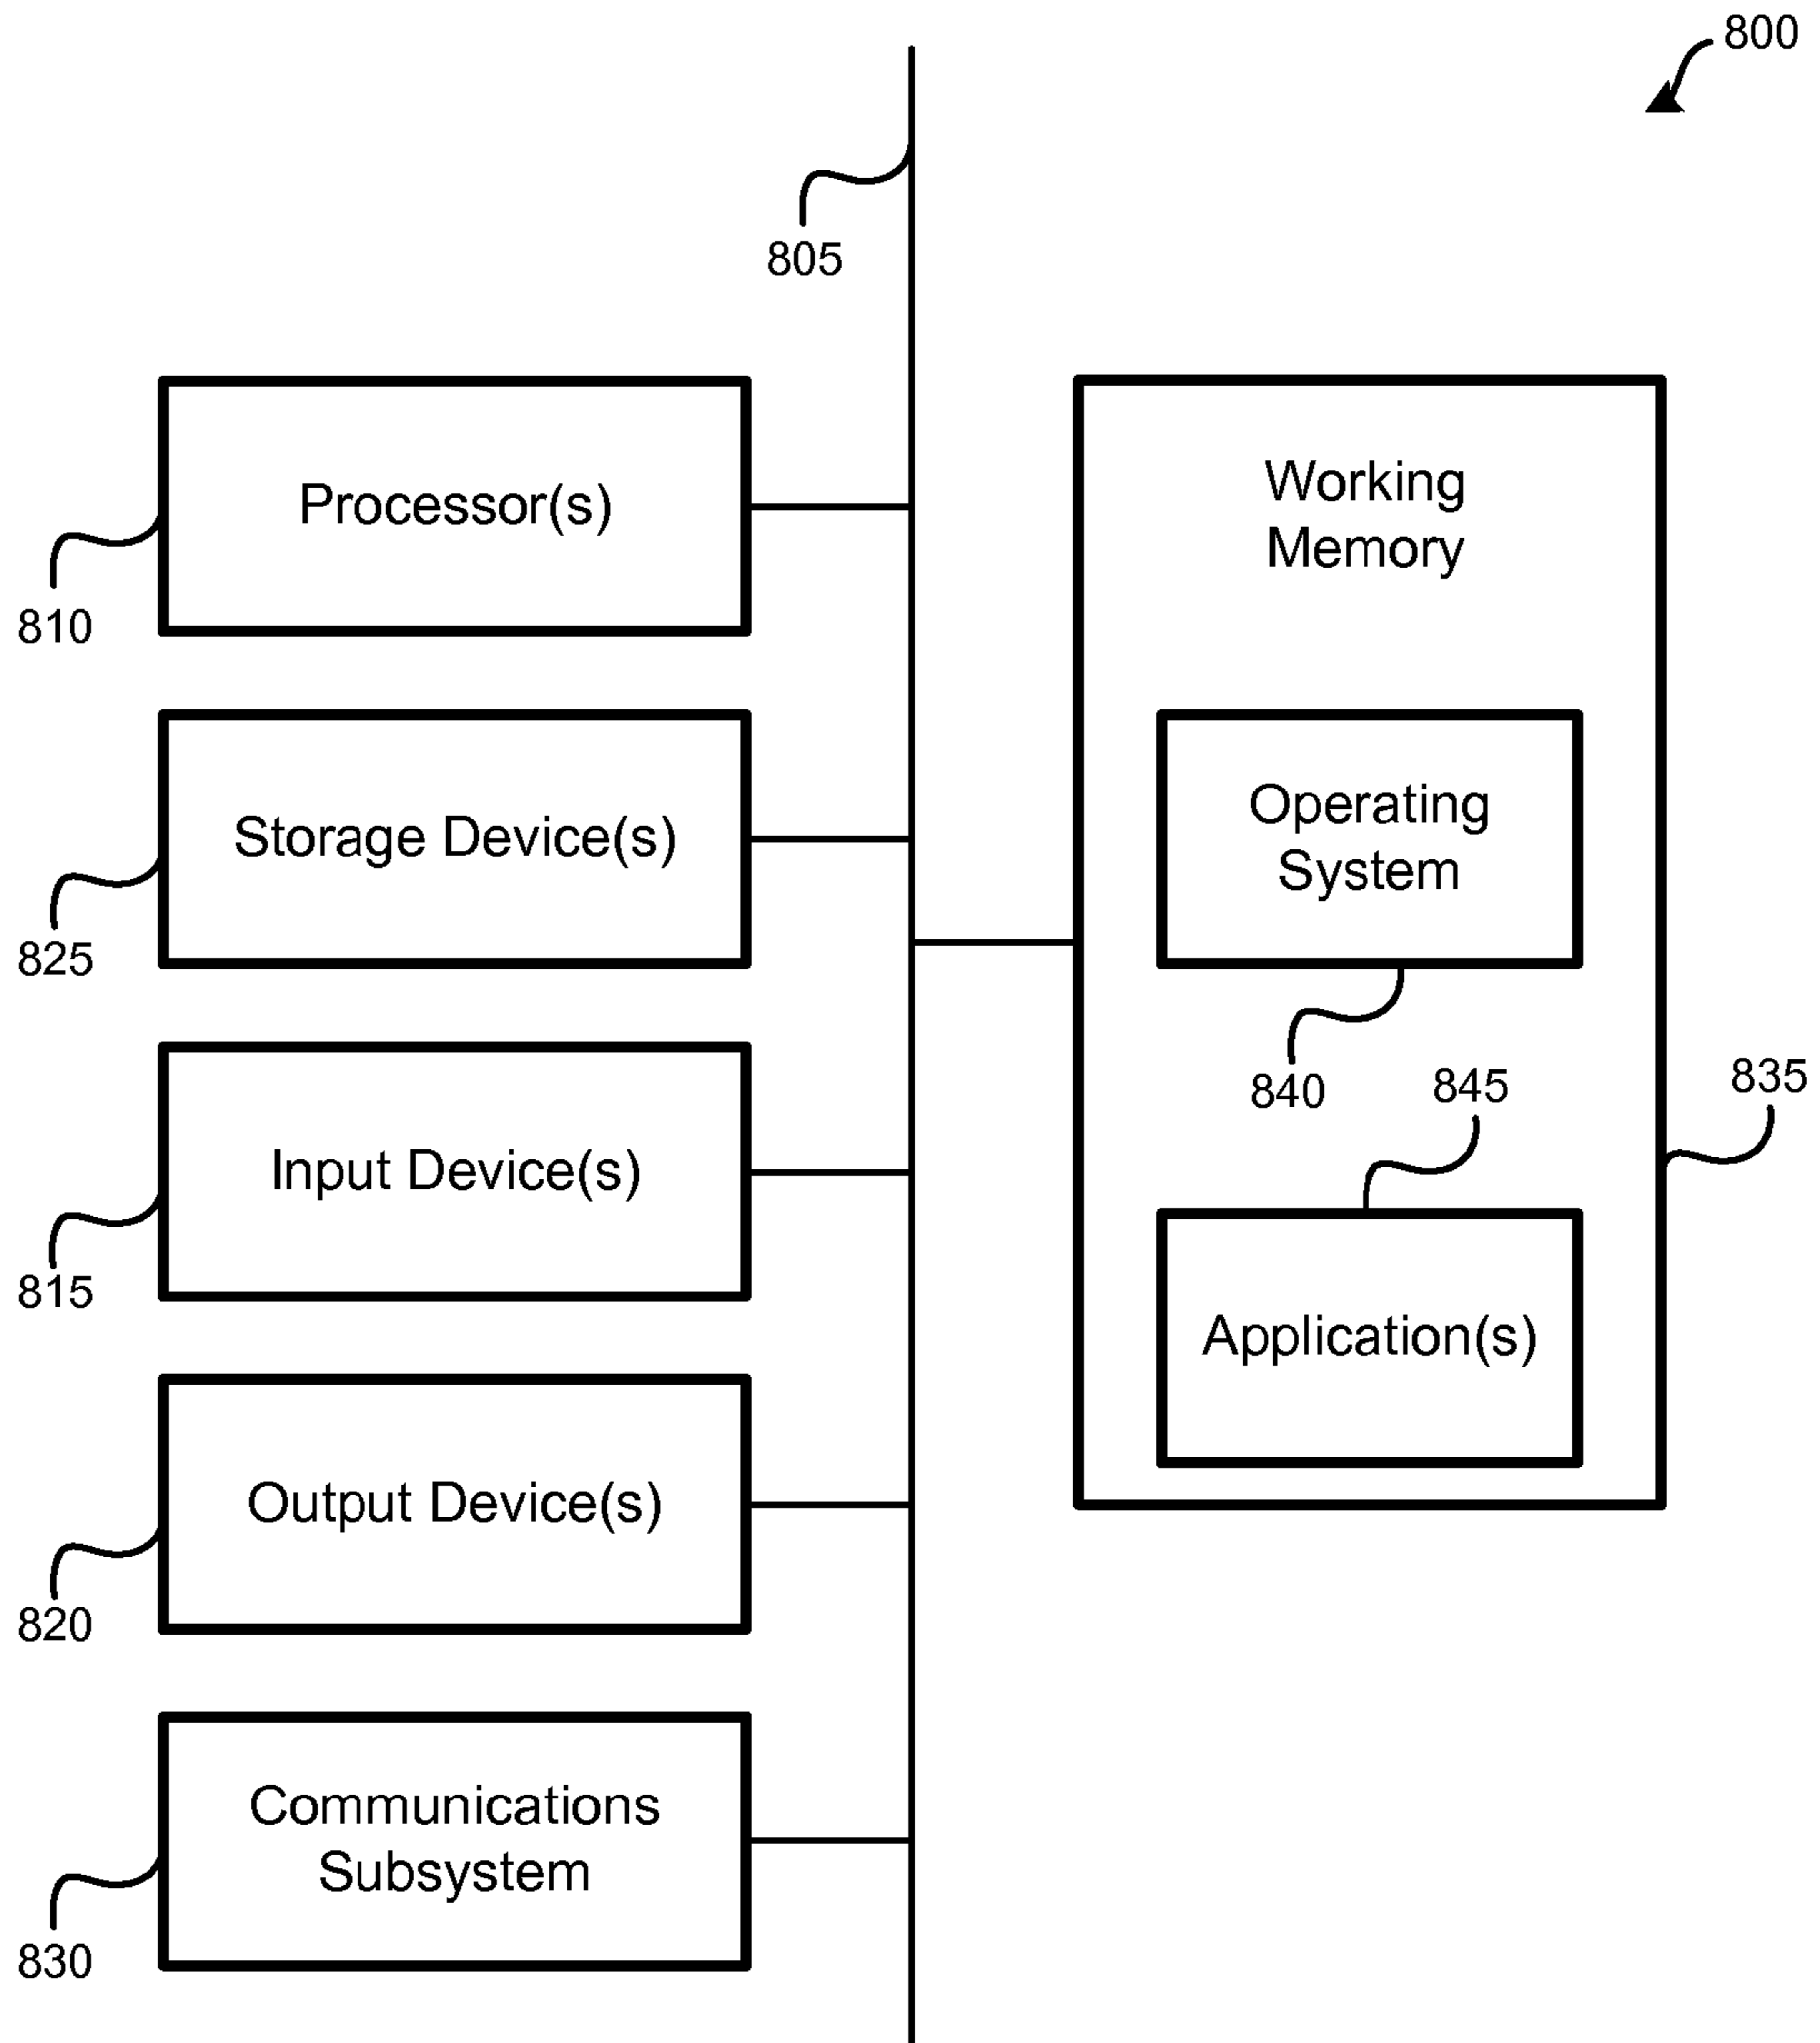 800
805
Processor(s)
810
Storage Device(s)
825
Input Device(s)
815
Output Device(s)
820
Communications
Subsystem
830
Working
Memory
Operating
System
840
845
835
Application(s)